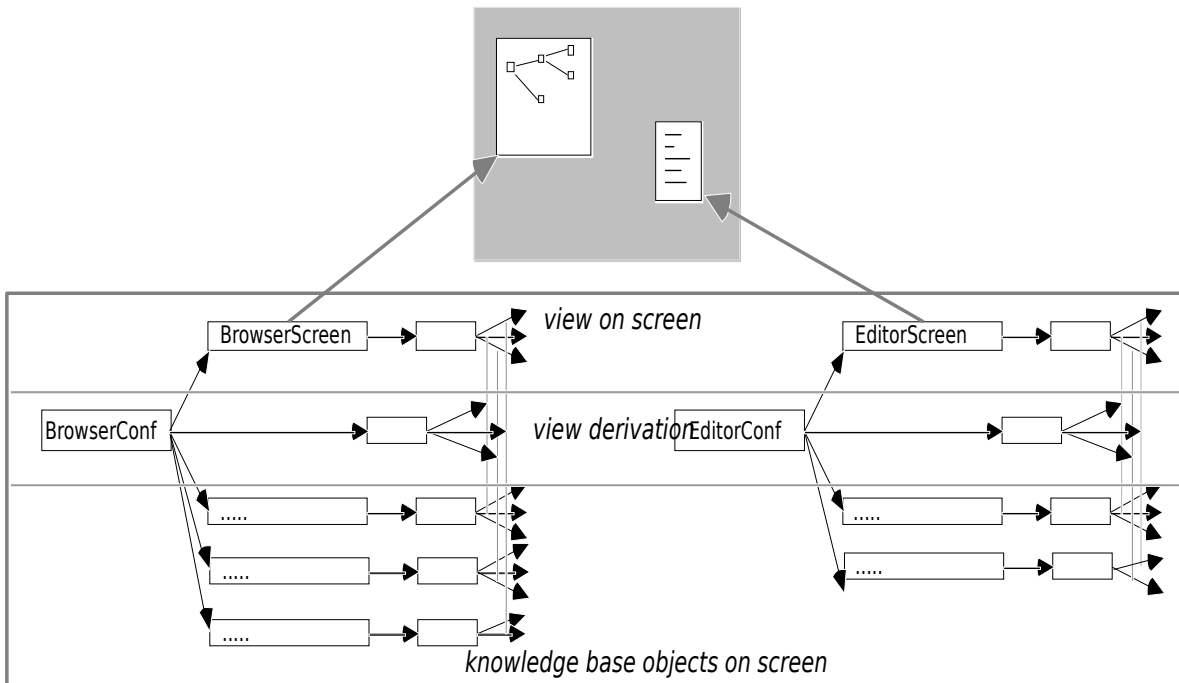 BrowserScreen
view on screen
EditorScreen
BrowserConf
view derivation
EditorConf
.....
.....
.....
.....
.....
knowledge base objects on screen